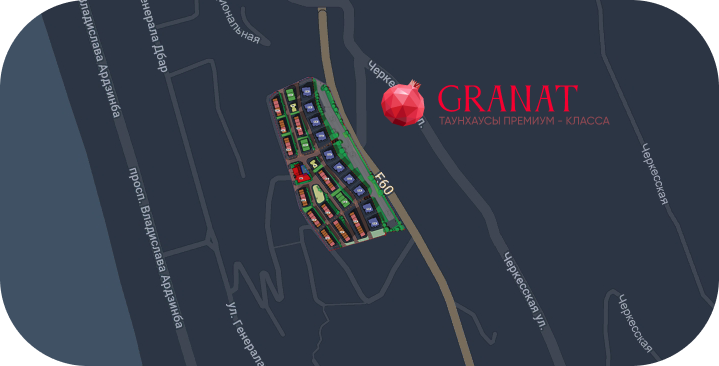 Владислава Ардзинба
Генерала Дбар
Черкесская ул.
GRANAT
ТАУНХАУСЫ ПРЕМИУМ - КЛАССА
F60
просп. Владислава Ардзинба
Черкесская
Черкесская ул.
ул. Генерала
Черкесская